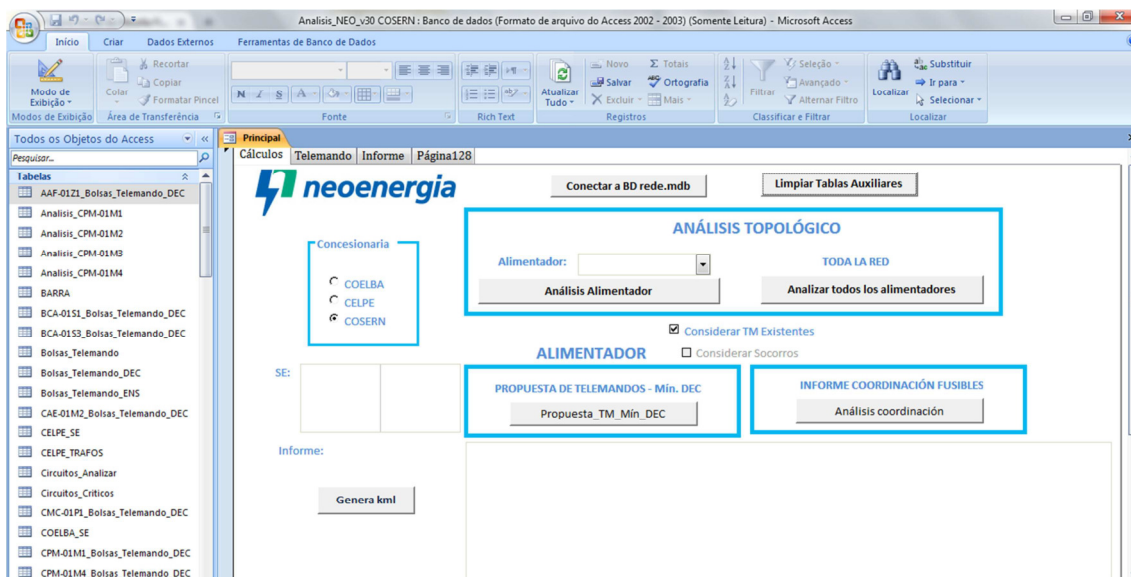 Analisis_NEO_v30 COSERN : Banco de dados (Formato de arquivo do Access 2002 - 2003) (Somente Leitura) - Microsoft Access
Início Criar Dados Externos Ferramentas de Banco de Dados
Modo de Exibição
Modos de Exibição
Colar
Recortar
Copiar
Formatar Pincel
Área de Transferência
N I S A
Fonte
Rich Text
Atualizar Tudo
Novo
Salvar
Excluir
Totais
Ortografia
Mais
Registros
Filtrar
Seleção
Avançado
Alternar Filtro
Classificar e Filtrar
Localizar
Substituir
Ir para
Selecionar
Localizar
Todos os Objetos do Access
Pesquisar...
Tabelas
AAF-01Z1_Bolsas_Telemando_DEC
Analisis_CPM-01M1
Analisis_CPM-01M2
Analisis_CPM-01M3
Analisis_CPM-01M4
BARRA
BCA-01S1_Bolsas_Telemando_DEC
BCA-01S3_Bolsas_Telemando_DEC
Bolsas_Telemando
Bolsas_Telemando_DEC
Bolsas_Telemando_ENS
CAE-01M2_Bolsas_Telemando_DEC
CELPE_SE
CELPE_TRAFOS
Circuitos_Analizar
Circuitos_Criticos
CMC-01P1_Bolsas_Telemando_DEC
COELBA_SE
CPM-01M1_Bolsas_Telemando_DEC
CPM-01M4_Bolsas_Telemando_DEC
Principal
Cálculos Telemando Informe Página128
neoenergia
Conectar a BD rede.mdb
Limpiar Tablas Auxiliares
Concesionaria
COELBA
CELPE
COSERN
ANÁLISIS TOPOLÓGICO
Alimentador:
TODA LA RED
Análisis Alimentador
Analizar todos los alimentadores
Considerar TM Existentes
ALIMENTADOR
Considerar Socorros
SE:
PROPUESTA DE TELEMANDOS - Mín. DEC
Propuesta_TM_Mín_DEC
INFORME COORDINACIÓN FUSIBLES
Análisis coordinación
Informe:
Genera kml